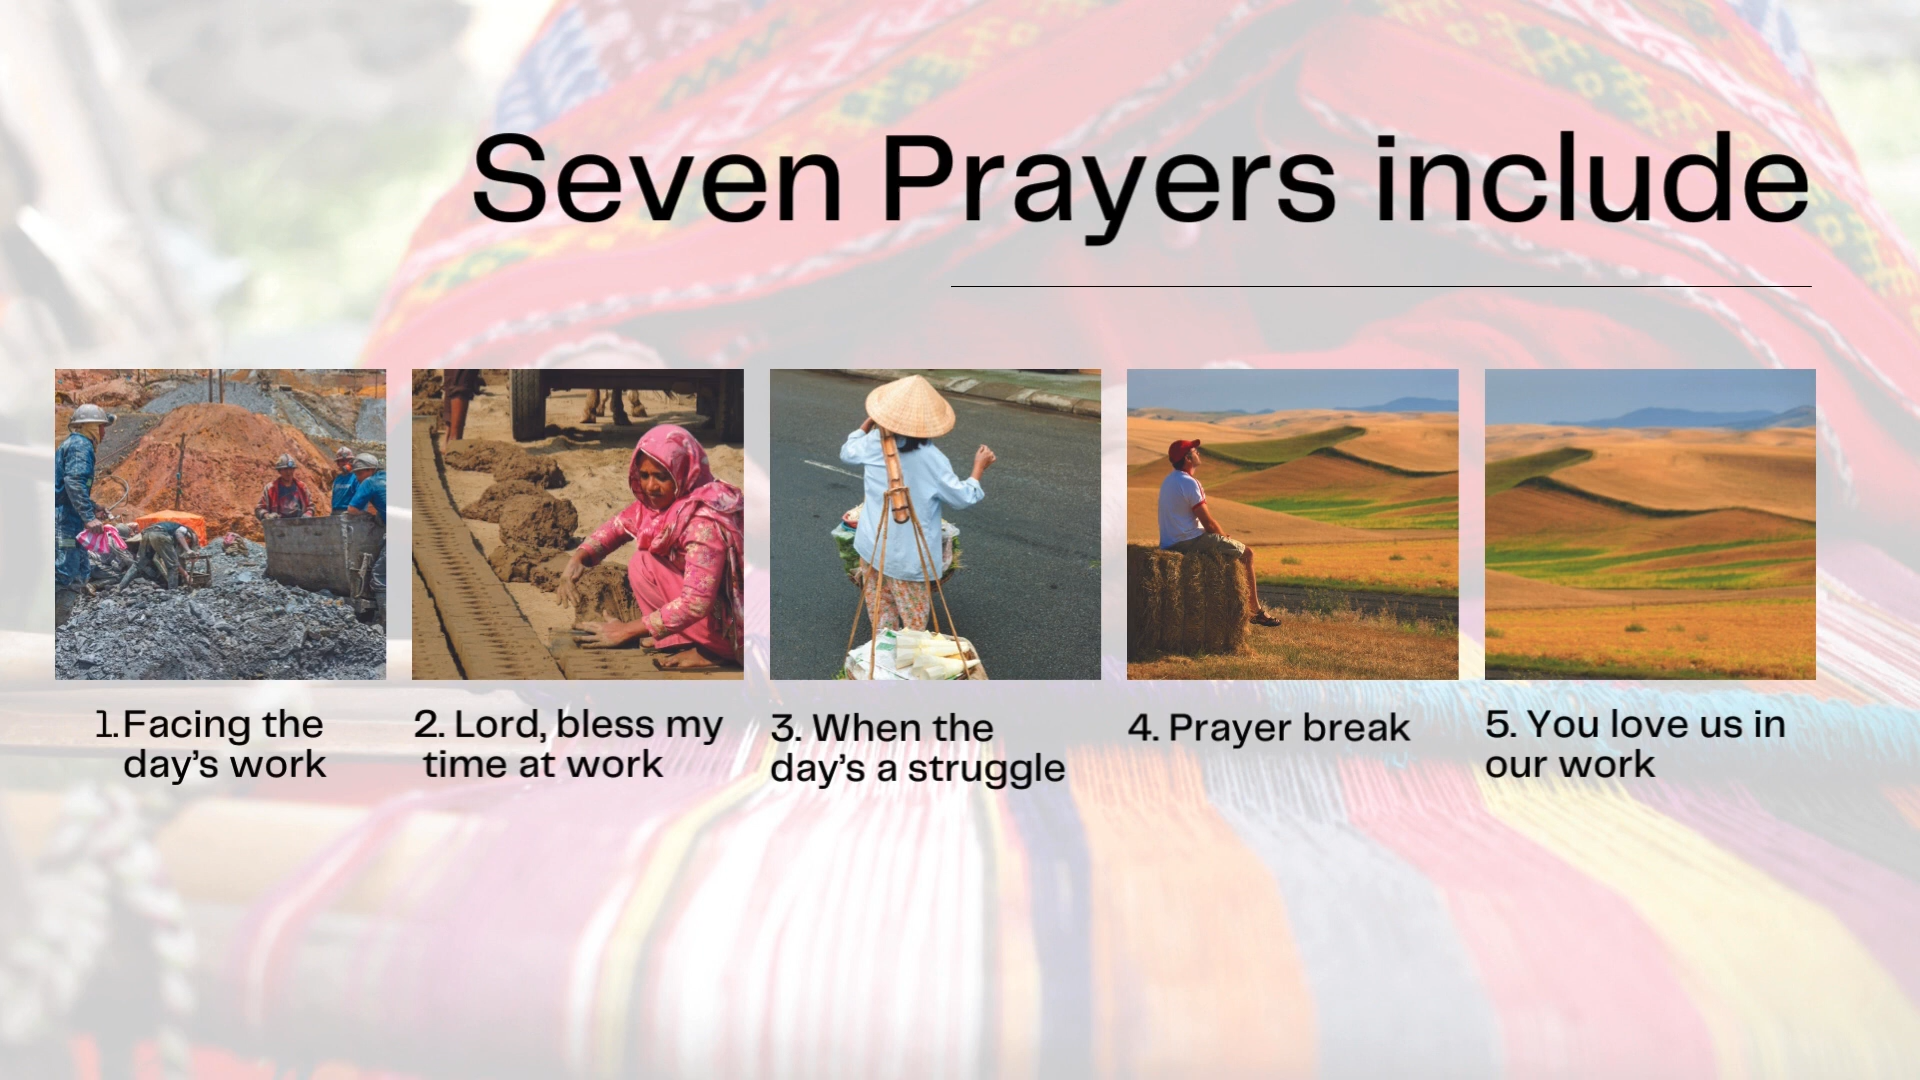 Seven Prayers include
1. Facing the
day's work
2. Lord, bless my
time at work
3. When the
day's a struggle
4. Prayer break
5. You love us in
our work